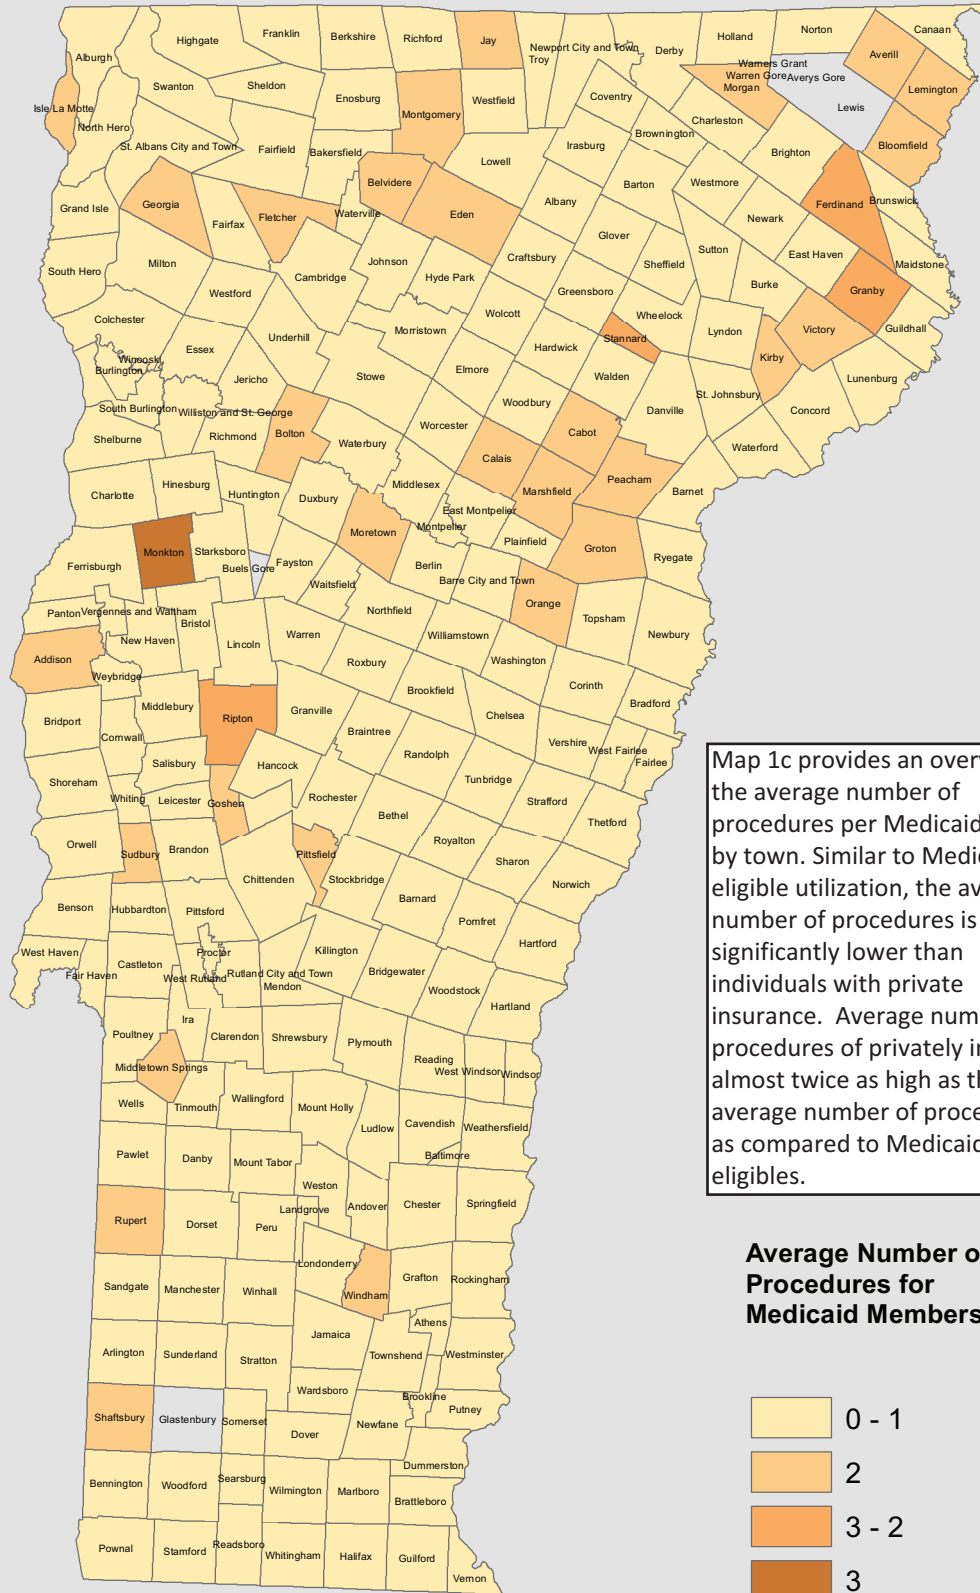 Alburgh
Highgate
Franklin
Berkshire
Richford
Jay
Newport City and Town
Troy
Derby
Holland
Norton
Canaan
Averill
Warners Grant
Warren Gore
Averys Gore
Morgan
Lewis
Lemington
Isle La Motte
North Hero
Swanton
Sheldon
Enosburg
Montgomery
Westfield
Coventry
Charleston
Brownington
Bloomfield
St. Albans City and Town
Fairfield
Bakersfield
Lowell
Irasburg
Brighton
Grand Isle
Georgia
Fairfax
Fletcher
Waterville
Belvidere
Eden
Albany
Barton
Westmore
Newark
Ferdinand
Brunswick
South Hero
Milton
Westford
Cambridge
Johnson
Hyde Park
Craftsbury
Glover
Sheffield
Sutton
East Haven
Maidstone
Burke
Granby
Colchester
Essex
Underhill
Morristown
Wolcott
Greensboro
Wheelock
Stannard
Lyndon
Victory
Guildhall
Winooski
Burlington
Jericho
Stowe
Elmore
Hardwick
Walden
Kirby
Lunenburg
South Burlington
Williston and St. George
Woodbury
Danville
St. Johnsbury
Concord
Shelburne
Richmond
Bolton
Waterbury
Worcester
Calais
Cabot
Waterford
Charlotte
Hinesburg
Huntington
Duxbury
Middlesex
Marshfield
Peacham
Barnet
East Montpelier
Montpelier
Moretown
Plainfield
Groton
Ryegate
Ferrisburgh
Monkton
Starksboro
Buels Gore
Fayston
Waitsfield
Berlin
Barre City and Town
Orange
Topsham
Newbury
Panton
Vergennes and Waltham
Bristol
Addison
New Haven
Lincoln
Warren
Northfield
Williamstown
Washington
Weybridge
Roxbury
Corinth
Bradford
Bridport
Middlebury
Ripton
Granville
Brookfield
Chelsea
Cornwall
Braintree
Vershire
West Fairlee
Fairlee
Salisbury
Hancock
Randolph
Tunbridge
Shoreham
Whiting
Leicester
Goshen
Rochester
Bethel
Strafford
Thetford
Orwell
Sudbury
Brandon
Pittsfield
Royalton
Sharon
Chittenden
Stockbridge
Barnard
Norwich
Benson
Hubbardton
Pittsford
Pomfret
Hartford
West Haven
Fair Haven
Castleton
Proctor
West Rutland
Rutland City and Town
Mendon
Killington
Bridgewater
Woodstock
Hartland
Ira
Poultney
Clarendon
Shrewsbury
Plymouth
Reading
West Windsor
Windsor
Middletown Springs
Wells
Tinmouth
Wallingford
Mount Holly
Ludlow
Cavendish
Weathersfield
Baltimore
Pawlet
Danby
Mount Tabor
Weston
Andover
Chester
Springfield
Landgrove
Rupert
Dorset
Peru
Londonderry
Windham
Grafton
Rockingham
Sandgate
Manchester
Winhall
Athens
Jamaica
Townshend
Westminster
Arlington
Sunderland
Stratton
Wardsboro
Brookline
Putney
Shaftsbury
Glastenbury
Somerset
Dover
Newfane
Dummerston
Bennington
Woodford
Searsburg
Wilmington
Marlboro
Brattleboro
Pownal
Stamford
Readsboro
Whitingham
Halifax
Guilford
Vernon
Map 1c provides an over
the average number of
procedures per Medicaid
by town. Similar to Medi
eligible utilization, the av
number of procedures is
significantly lower than
individuals with private
insurance.  Average num
procedures of privately i
almost twice as high as t
average number of proce
as compared to Medicaid
eligibles.
Average Number o
Procedures for
Medicaid Members
0 - 1
2
3 - 2
3